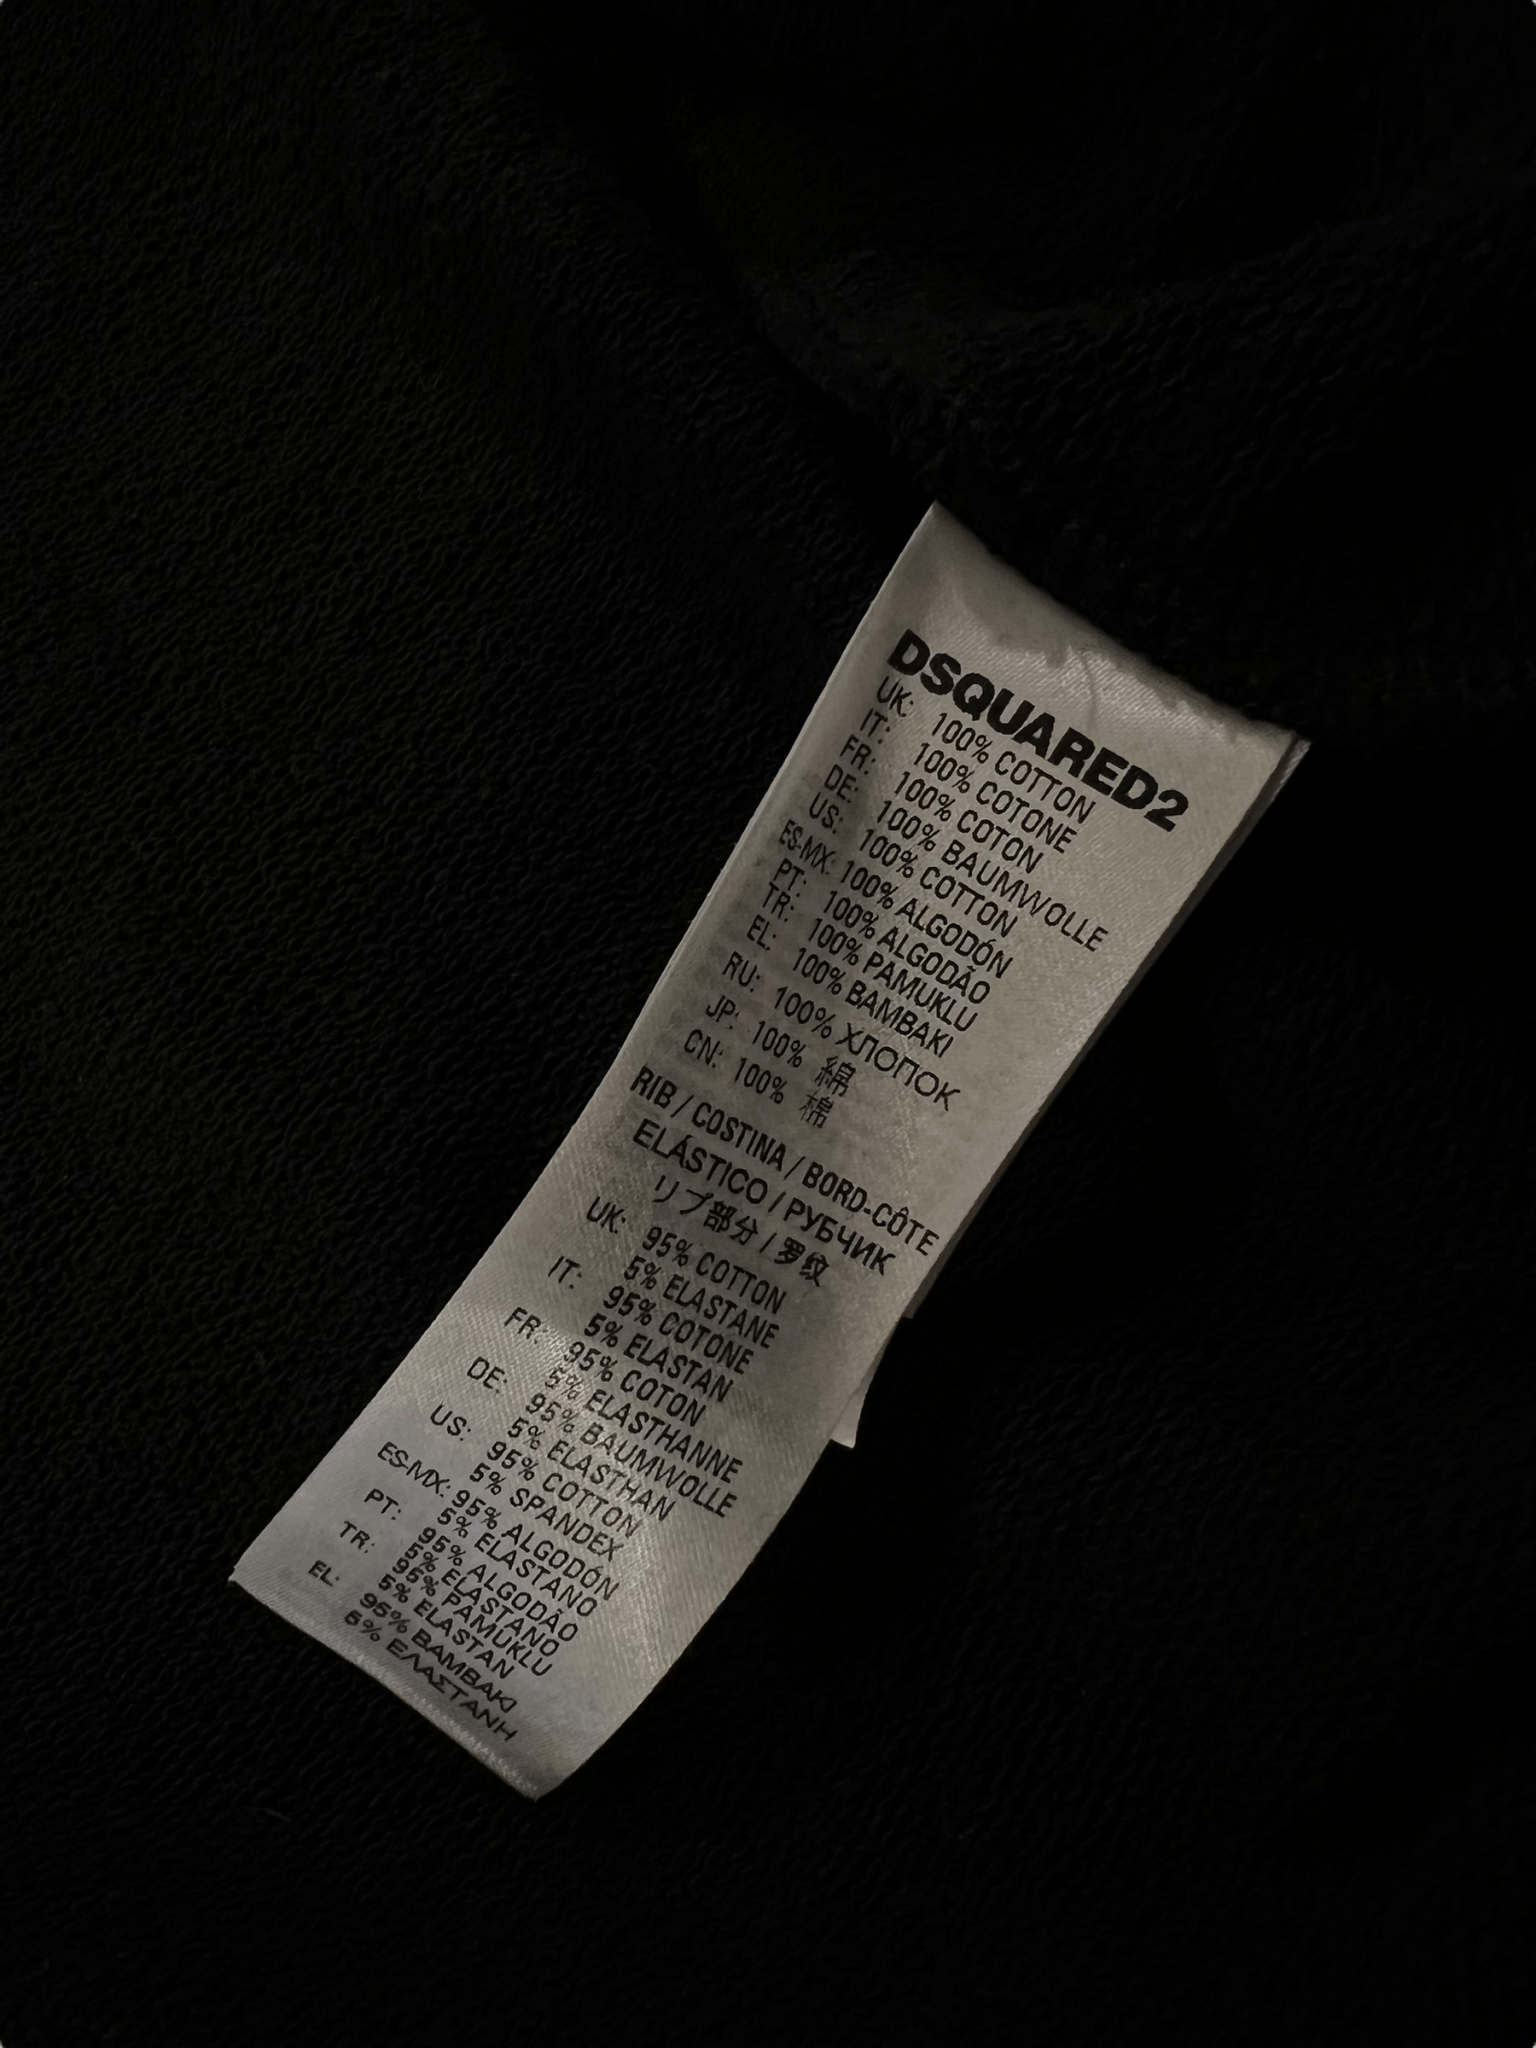 DSQUARED2
UK: 100% COTTON
IT: 100% COTONE
FR: 100% COTON
DE: 100% BAUMWOLLE
US: 100% COTTON
ES-MX: 100% ALGODÓN
PT: 100% ALGODÃO
TR: 100% PAMUKLU
EL: 100% ΒΑΜΒΑΚΙ
RU: 100% ХЛОПОК
JP: 100% 綿
CN: 100% 棉
RIB / COSTINA / BORD-CÔTE
ELÁSTICO / РУБЧИК
リブ部分 / 罗纹
UK: 95% COTTON
5% ELASTANE
IT: 95% COTONE
5% ELASTAN
FR: 95% COTON
5% ELASTHANNE
DE: 95% BAUMWOLLE
5% ELASTHAN
US: 95% COTTON
5% SPANDEX
ES-MX: 95% ALGODÓN
5% ELASTANO
PT: 95% ALGODÃO
5% ELASTANO
TR: 95% PAMUKLU
5% ELASTAN
EL: 95% ΒΑΜΒΑΚΙ
5% ΕΛΑΣΤΑΝΗ